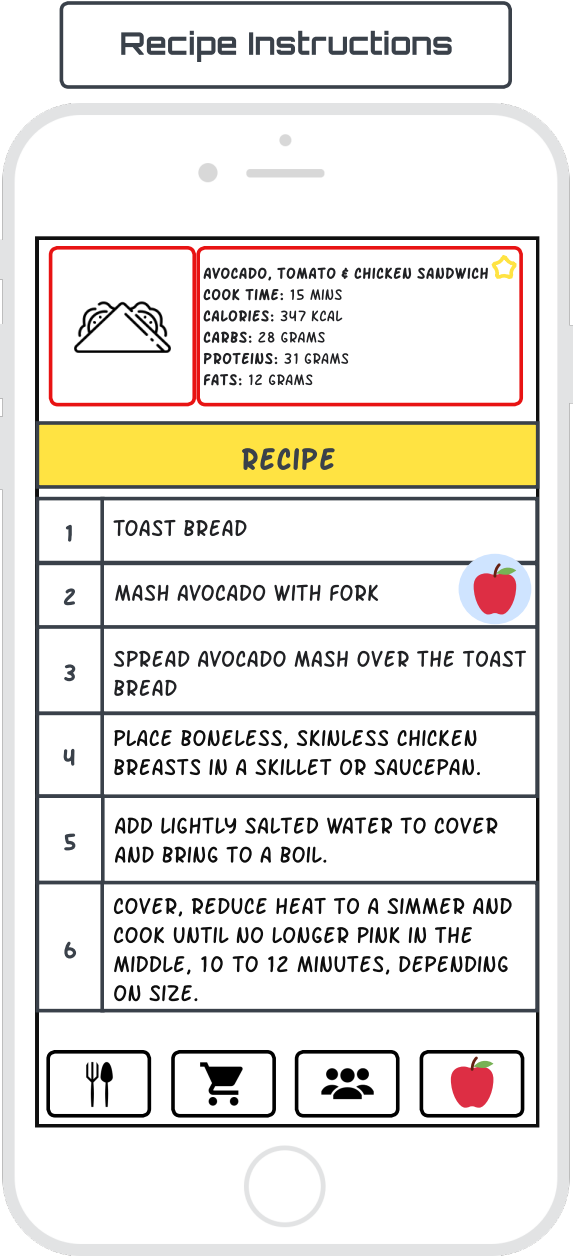 Recipe Instructions
AVOCADO, TOMATO & CHICKEN SANDWICH
COOK TIME: 15 MINS
CALORIES: 347 KCAL
CARBS: 28 GRAMS
PROTEINS: 31 GRAMS
FATS: 12 GRAMS
RECIPE
1 TOAST BREAD
2 MASH AVOCADO WITH FORK
3 SPREAD AVOCADO MASH OVER THE TOAST
BREAD
4 PLACE BONELESS, SKINLESS CHICKEN
BREASTS IN A SKILLET OR SAUCEPAN.
5 ADD LIGHTLY SALTED WATER TO COVER
AND BRING TO A BOIL.
6 COVER, REDUCE HEAT TO A SIMMER AND
COOK UNTIL NO LONGER PINK IN THE
MIDDLE, 10 TO 12 MINUTES, DEPENDING
ON SIZE.